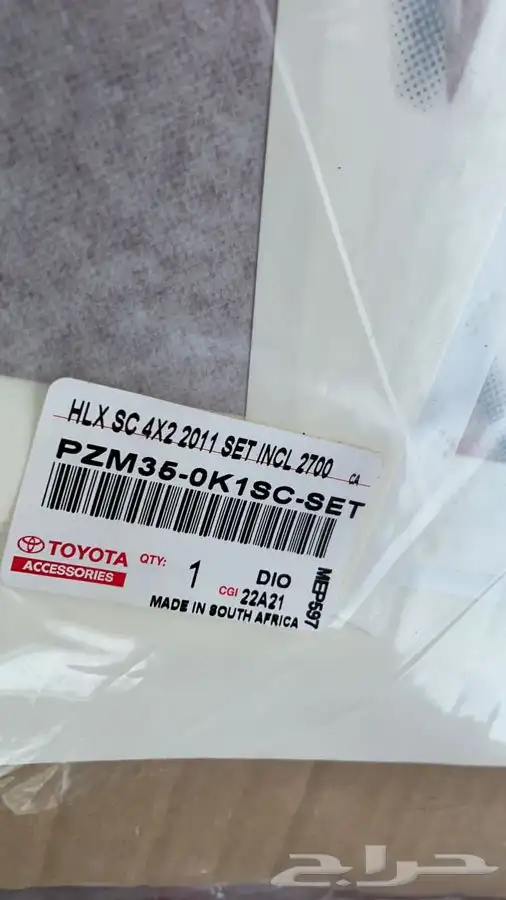 HLX SC 4X2 2011 SET INCL 2700 CA
PZM35-0K1SC-SET
TOYOTA
ACCESSORIES
QTY: 1
DIO
CGI 22A21
MEP597
MADE IN SOUTH AFRICA
حراج